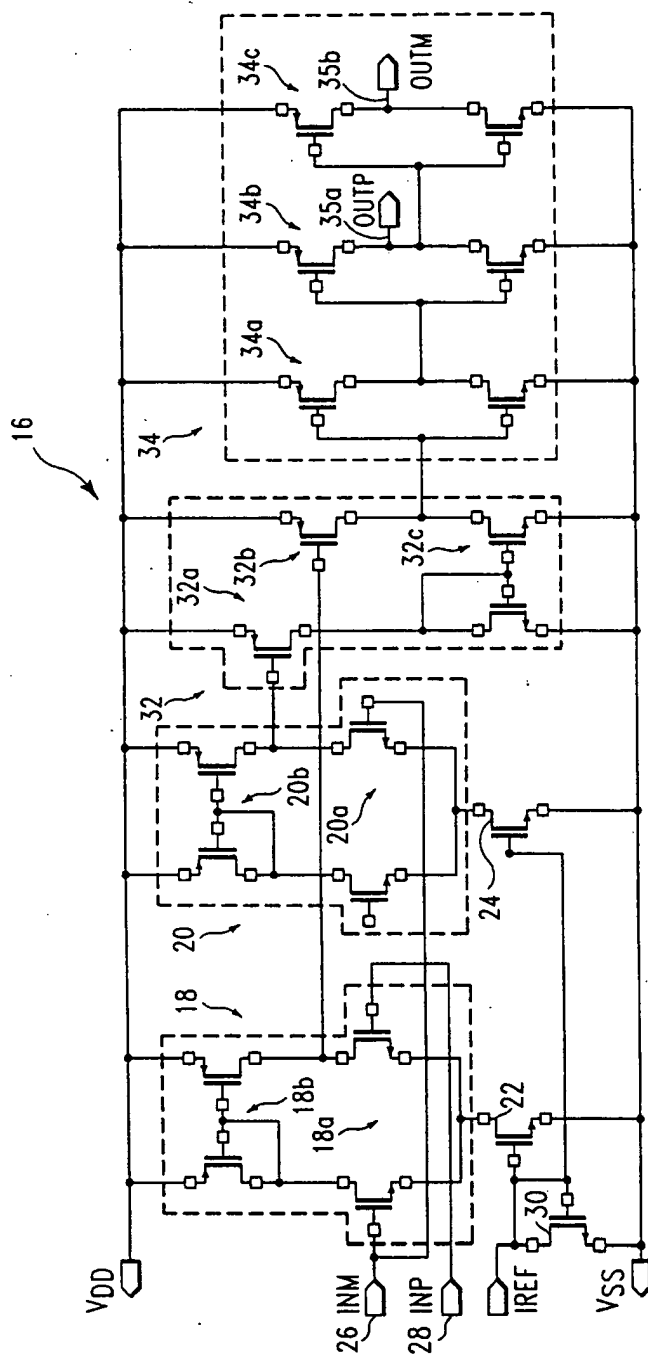 16
VDD
18
18b
18a
26 INM
28 INP
IREF
30
22
VSS
20
20b
20a
24
32
32a
32b
32c
34
34a
34b
34c
35a
OUTP
35b
OUTM